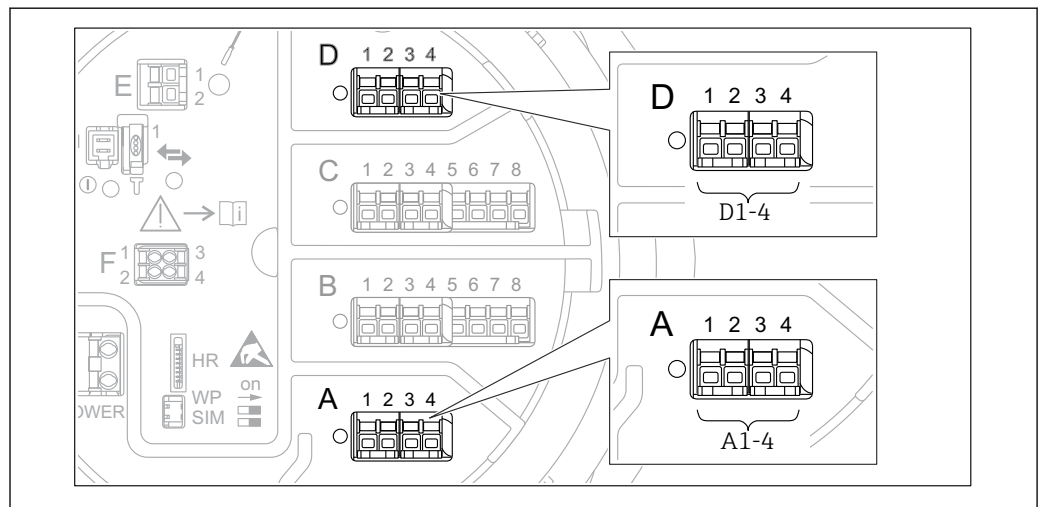 D 1 2 3 4
E 1
2
1
D 1 2 3 4
D1-4
C 1 2 3 4 5 6 7 8
i
F 1 3
2 4
B 1 2 3 4 5 6 7 8
A 1 2 3 4
A1-4
HR
WP on
SIM
OWER
A 1 2 3 4